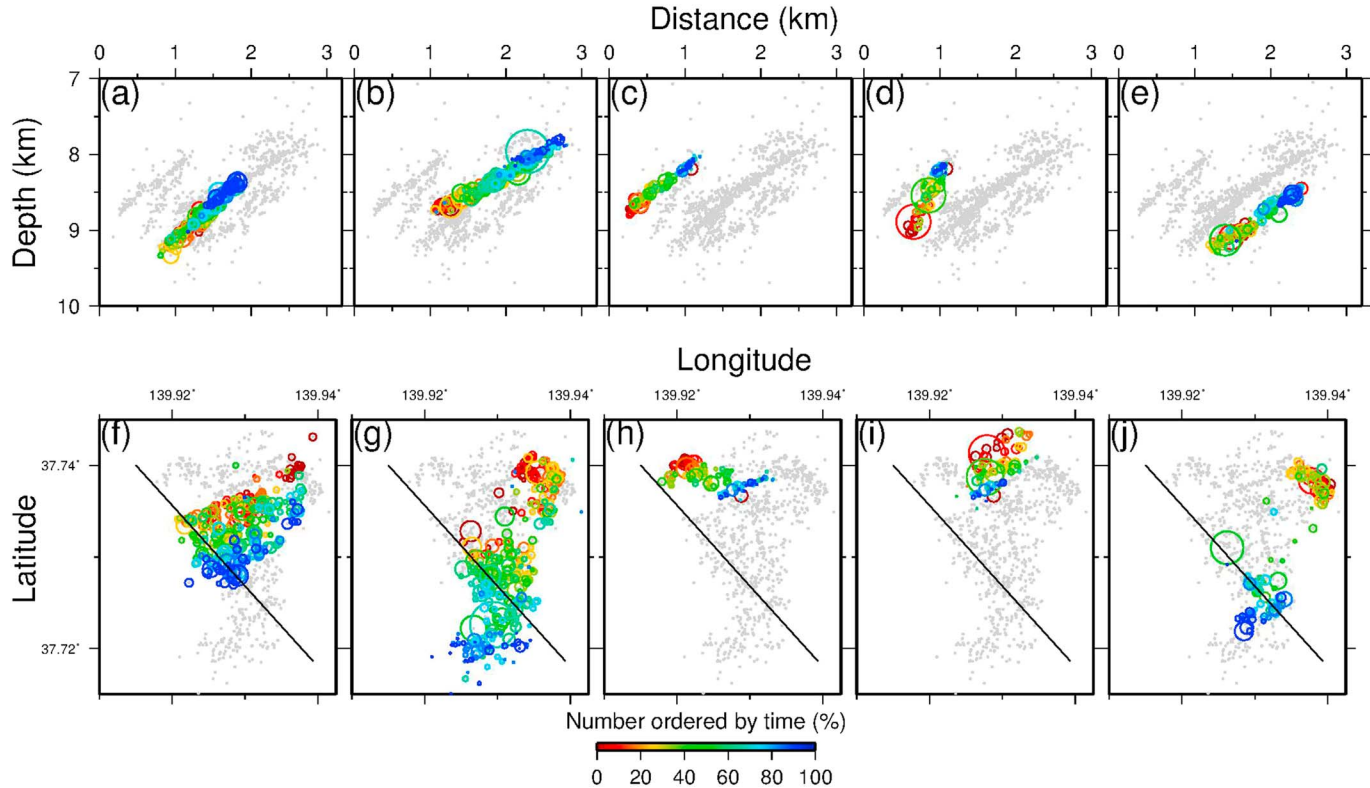 Distance (km)
0 1 2 3 0 1 2 3 0 1 2 3 0 1 2 3 0 1 2 3
7
(a) (b) (c) (d) (e)
8
Depth (km)
9
10
Longitude
139.92° 139.94° 139.92° 139.94° 139.92° 139.94° 139.92° 139.94° 139.92° 139.94°
(f) (g) (h) (i) (j)
37.74°
Latitude
37.72°
Number ordered by time (%)
0 20 40 60 80 100